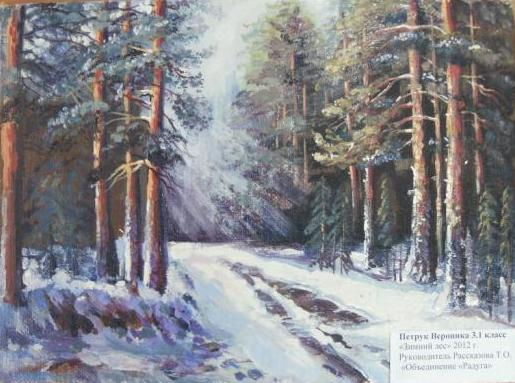 Петрук Вероника 3.1 класс
«Зимний лес» 2012 г.
Руководитель Рассказова Т.О.
«Объединение «Радуга»